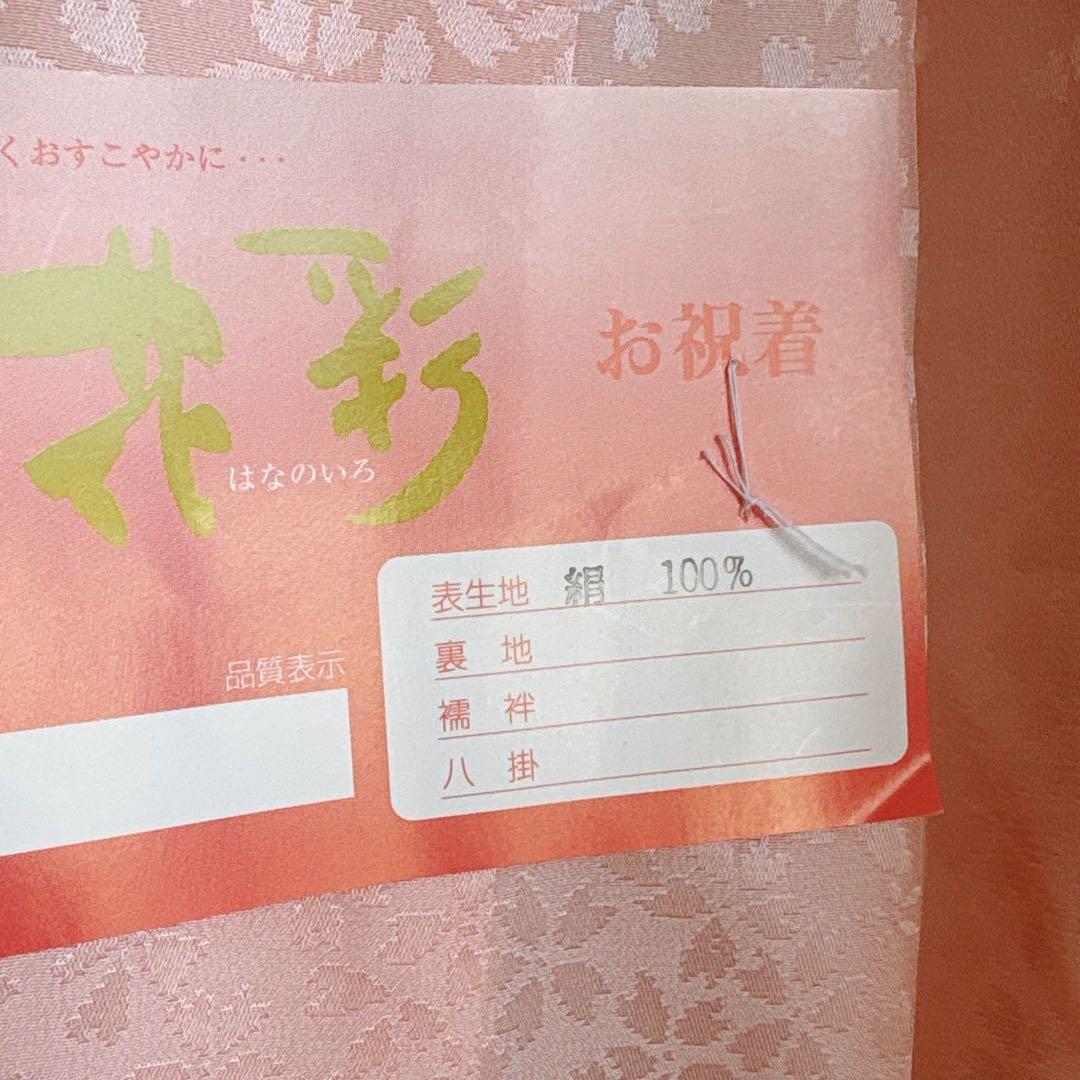 くおすこやかに・・・
花彩
はなのいろ
お祝着
品質表示
表生地 絹 100%
裏 地
襦 袢
八 掛